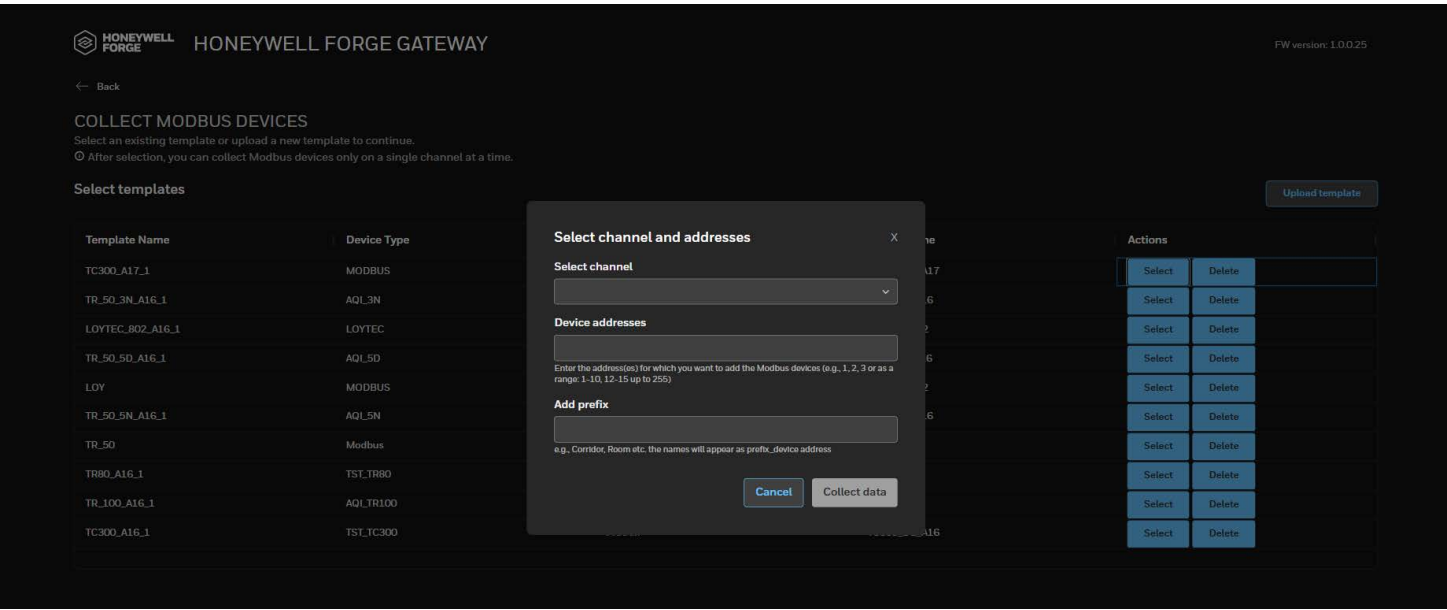 HONEYWELL FORGE
HONEYWELL FORGE GATEWAY
FW version: 1.0.0.25
Back
COLLECT MODBUS DEVICES
Select an existing template or upload a new template to continue.
After selection, you can collect Modbus devices only on a single channel at a time.
Select templates
Upload template
Template Name Device Type Actions
TC300_A17_1 MODBUS Select Delete
TR_50_3N_A16_1 AQI_3N Select Delete
LOYTEC_802_A16_1 LOYTEC Select Delete
TR_50_5D_A16_1 AQI_5D Select Delete
LOY MODBUS Select Delete
TR_50_5N_A16_1 AQI_5N Select Delete
TR_50 Modbus Select Delete
TR80_A16_1 TST_TR80 Select Delete
TR_100_A16_1 AQI_TR100 Select Delete
TC300_A16_1 TST_TC300 Select Delete
Select channel and addresses X
Select channel
Device addresses
Enter the address(es) for which you want to add the Modbus devices (e.g., 1, 2, 3 or as a
range: 1-10, 12-15 up to 255)
Add prefix
e.g., Corridor, Room etc. the names will appear as prefix_device address
Cancel Collect data